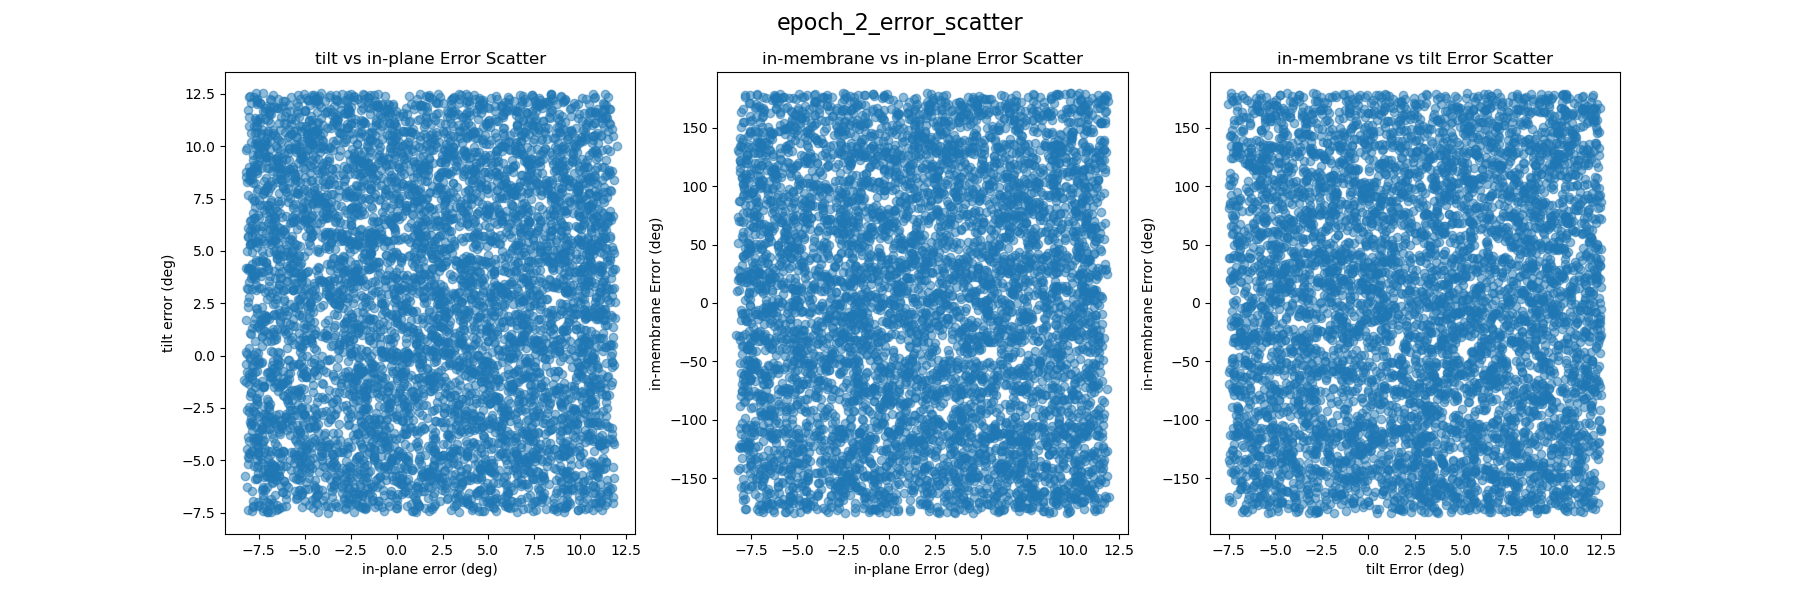 epoch_2_error_scatter
tilt vs in-plane Error Scatter
12.5
10.0
7.5
5.0
2.5
0.0
−2.5
−5.0
−7.5
tilt error (deg)
−7.5 −5.0 −2.5 0.0 2.5 5.0 7.5 10.0 12.5
in-plane error (deg)
in-membrane vs in-plane Error Scatter
150
100
50
0
−50
−100
−150
in-membrane Error (deg)
−7.5 −5.0 −2.5 0.0 2.5 5.0 7.5 10.0 12.5
in-plane Error (deg)
in-membrane vs tilt Error Scatter
150
100
50
0
−50
−100
−150
in-membrane Error (deg)
−7.5 −5.0 −2.5 0.0 2.5 5.0 7.5 10.0 12.5
tilt Error (deg)